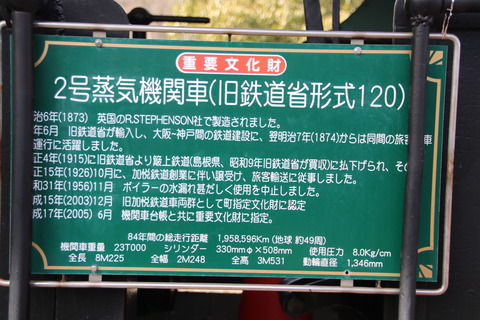 重要文化財
2号蒸気機関車(旧鉄道省形式120)
治6年(1873) 英国のR.STEPHENSON社で製造されました。
年6月 旧鉄道省が輸入し、大阪~神戸間の鉄道建設に、翌明治7年(1874)からは同間の旅客 車
運行に活躍しました。
正4年(1915)に旧鉄道省より簸上鉄道(島根県、昭和9年旧鉄道省が買収)に払下げられ、その
正15年(1926)10月に、加悦鉄道創業に伴い譲受け、旅客輸送に従事しました。
和31年(1956)11月 ボイラーの水漏れ甚だしく使用を中止しました。
成15年(2003)12月 旧加悦鉄道車両群として町指定文化財に認定
成17年(2005) 6月 機関車台帳と共に重要文化財に指定。
84年間の総走行距離 1,958,596Km(地球 約49周)
機関車重量 23T000 シリンダー 330mmφ×508mm 使用圧力 8.0Kg/cm
全長 8M225 全幅 2M248 全高 3M531 動輪直径 1,346mm